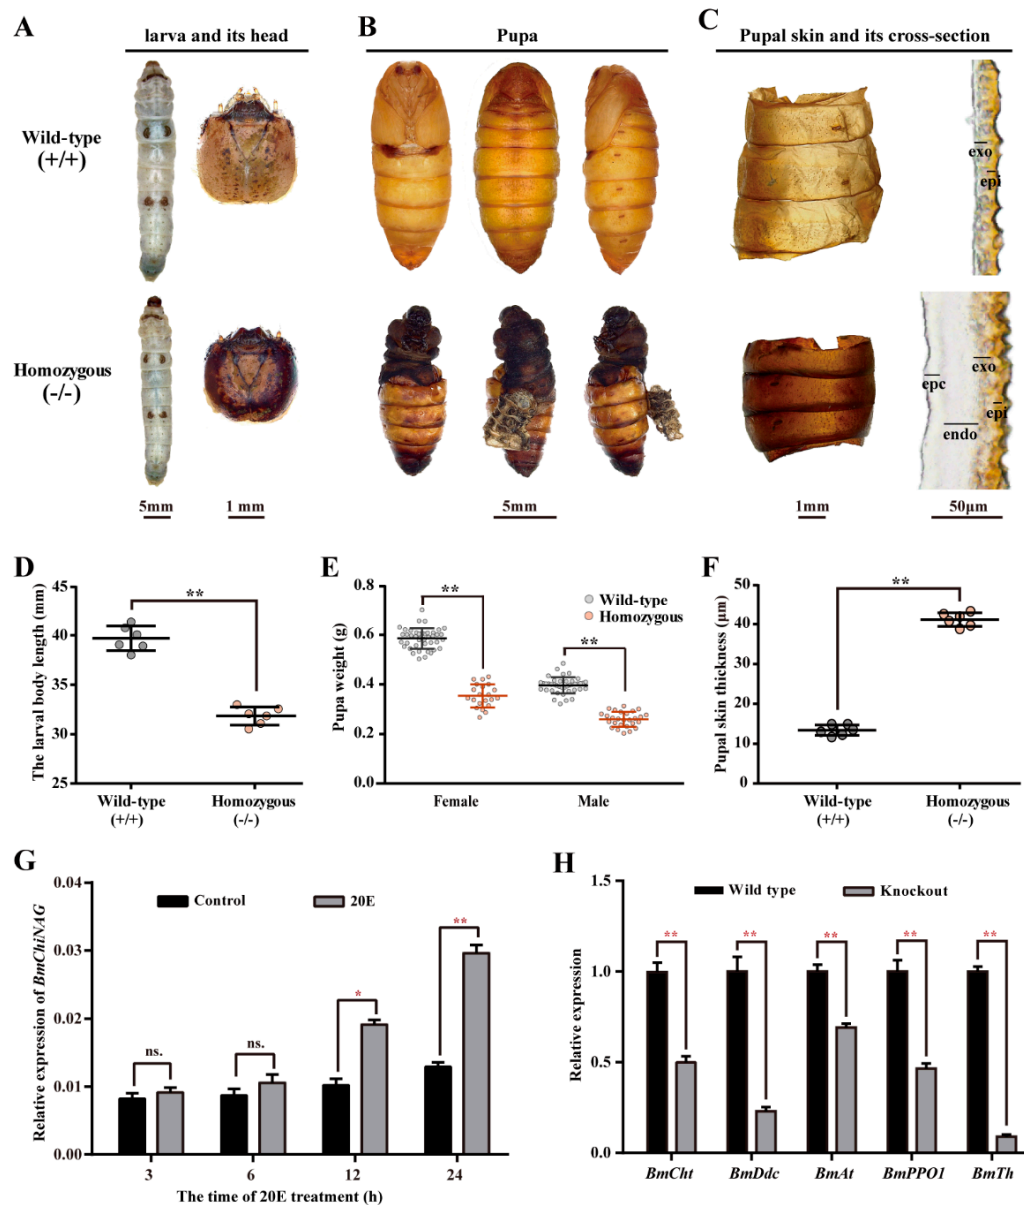 A
larva and its head
B
Pupa
C
Pupal skin and its cross-section
Wild-type
(+/+)
exo
epi
Homozygous
(-/-)
exo
epc
epi
endo
5mm
1 mm
5mm
1mm
50μm
D
The larval body length (mm)
45
40
35
30
25
**
Wild-type
(+/+)
Homozygous
(-/-)
E
Pupa weight (g)
0.8
0.6
0.4
0.2
0.0
**
**
Wild-type
Homozygous
Female
Male
F
Pupal skin thickness (μm)
50
40
30
20
10
0
**
Wild-type
(+/+)
Homozygous
(-/-)
G
Relative expression of BmChiNAG
0.04
0.03
0.02
0.01
0.00
Control
20E
ns.
ns.
*
**
3
6
12
24
The time of 20E treatment (h)
H
Relative expression
1.5
1.0
0.5
0.0
Wild type
Knockout
**
**
**
**
**
BmCht
BmDdc
BmAt
BmPPO1
BmTh